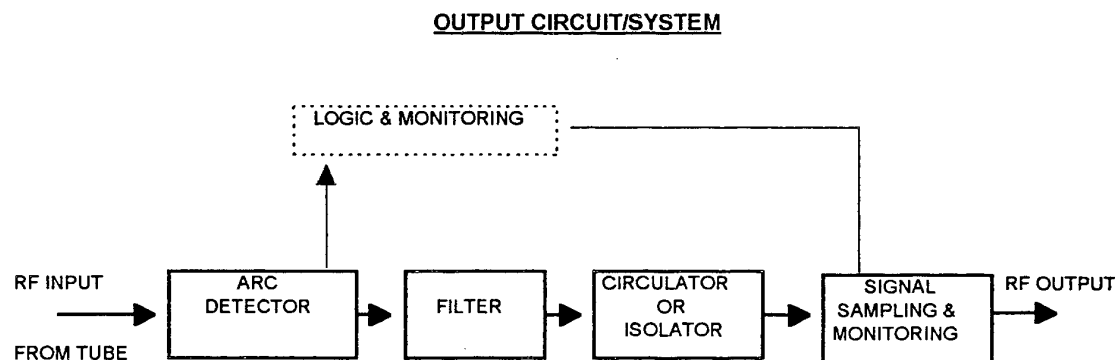 OUTPUT CIRCUIT/SYSTEM
LOGIC & MONITORING
RF INPUT
FROM TUBE
ARC
DETECTOR
FILTER
CIRCULATOR
OR
ISOLATOR
SIGNAL
SAMPLING &
MONITORING
RF OUTPUT